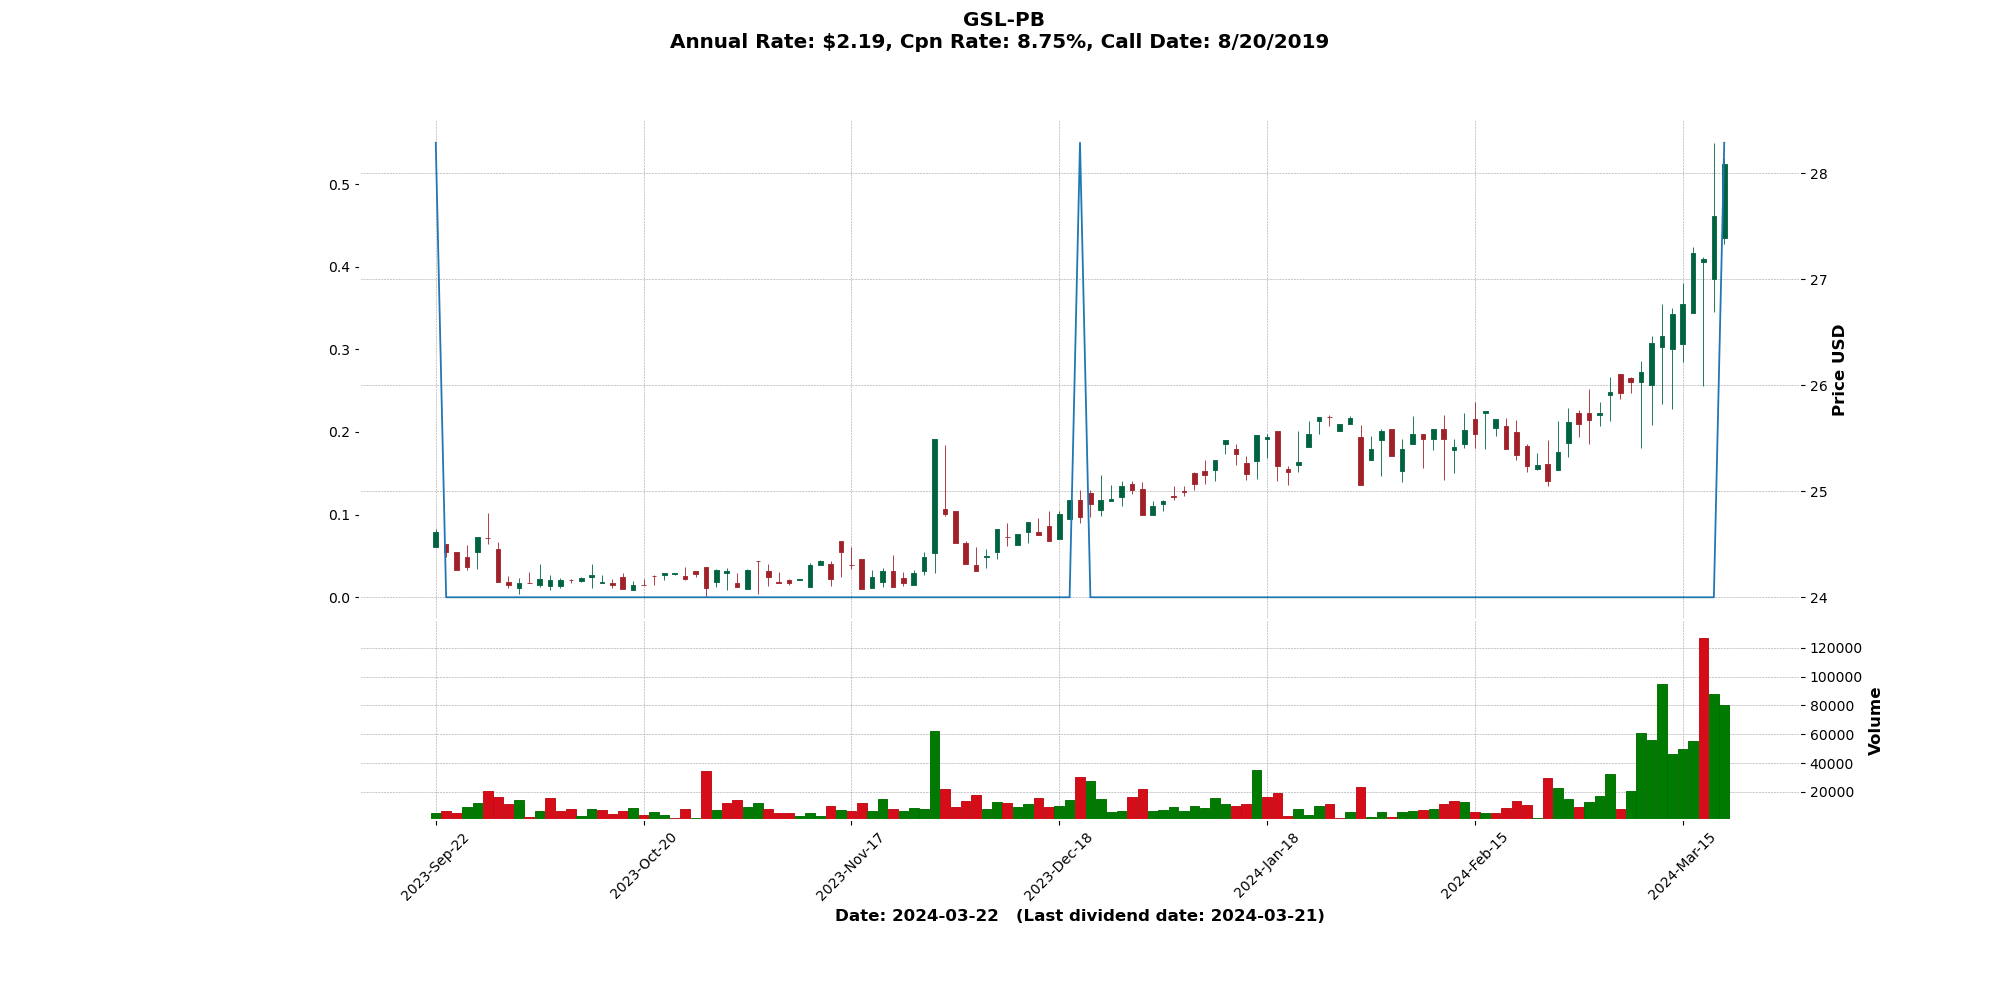 GSL-PB
Annual Rate: $2.19, Cpn Rate: 8.75%, Call Date: 8/20/2019
0.5
0.4
0.3
0.2
0.1
0.0
28
27
26
25
24
Price USD
120000
100000
80000
60000
40000
20000
Volume
2023-Sep-22
2023-Oct-20
2023-Nov-17
2023-Dec-18
2024-Jan-18
2024-Feb-15
2024-Mar-15
Date: 2024-03-22   (Last dividend date: 2024-03-21)